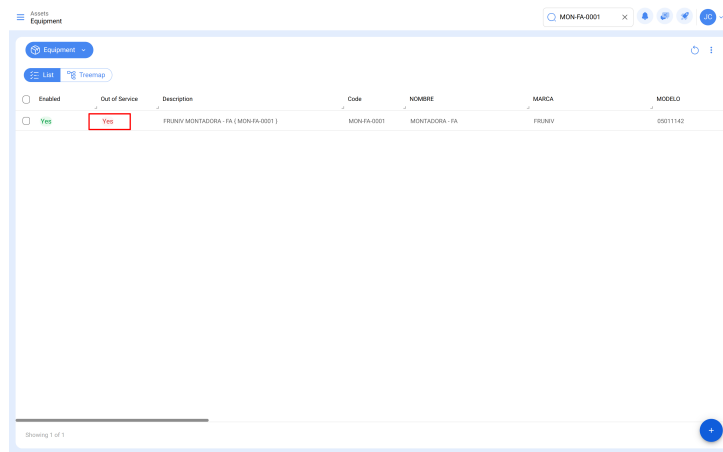 Assets
Equipment
MON-FA-0001
JC
Equipment
List
Treemap
Enabled Out of Service Description Code NOMBRE MARCA MODELO
Yes Yes FRUNIV MONTADORA - FA ( MON-FA-0001 ) MON-FA-0001 MONTADORA - FA FRUNIV 05011142
Showing 1 of 1